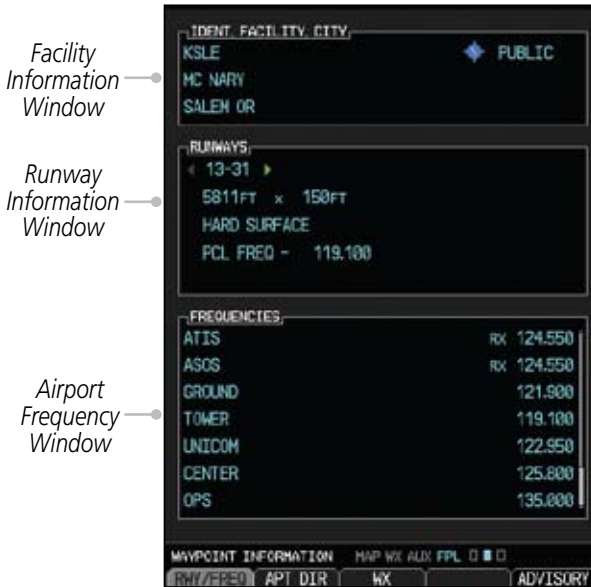 Facility
Information
Window
IDENT, FACILITY, CITY
KSLE PUBLIC
MC NARY
SALEM OR
Runway
Information
Window
RUNWAYS
13-31
5811FT x 150FT
HARD SURFACE
PCL FREQ - 119.100
Airport
Frequency
Window
FREQUENCIES
ATIS RX 124.550
ASOS RX 124.550
GROUND 121.900
TOWER 119.100
UNICOM 122.950
CENTER 125.800
OPS 135.000
WAYPOINT INFORMATION MAP WX AUX FPL
RWY/FREQ APT DIR WX ADVISORY